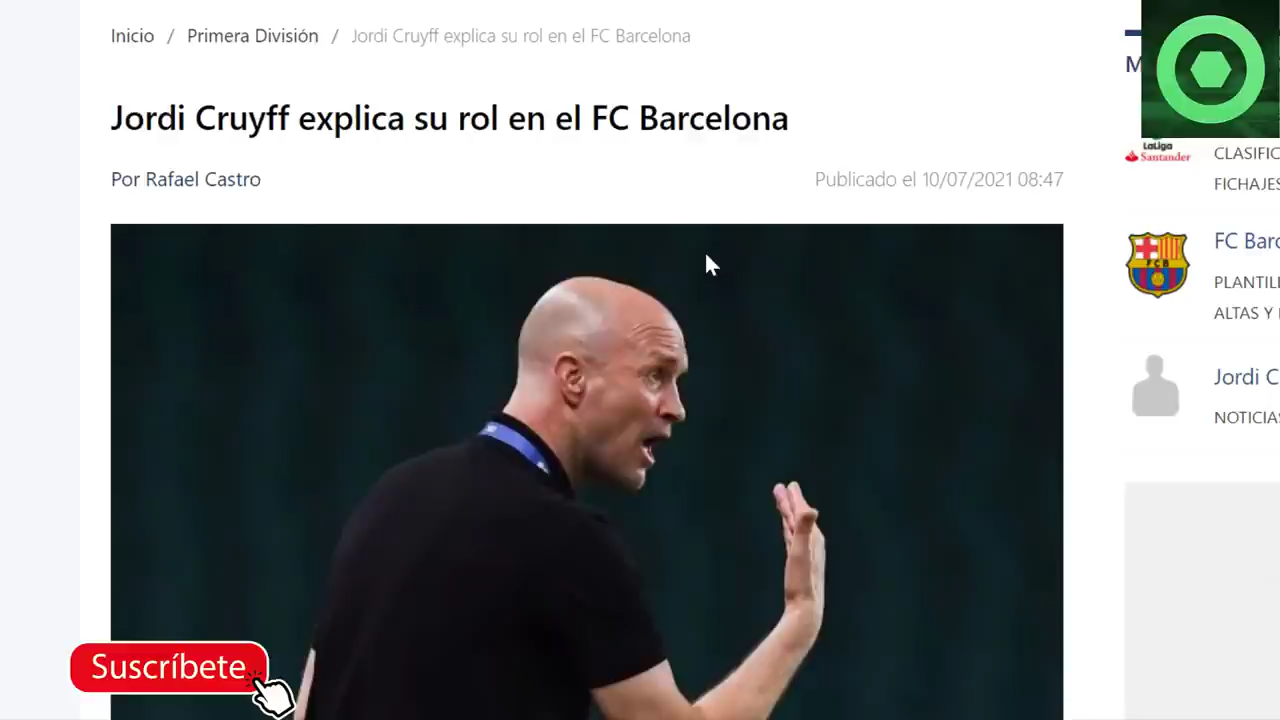 Inicio / Primera División / Jordi Cruyff explica su rol en el FC Barcelona
Jordi Cruyff explica su rol en el FC Barcelona
Por Rafael Castro
Publicado el 10/07/2021 08:47
M
LaLiga
Santander
CLASIFIC
FICHAJES
FCB
FC Barc
PLANTILL
ALTAS Y
Jordi C
NOTICIAS
Suscríbete